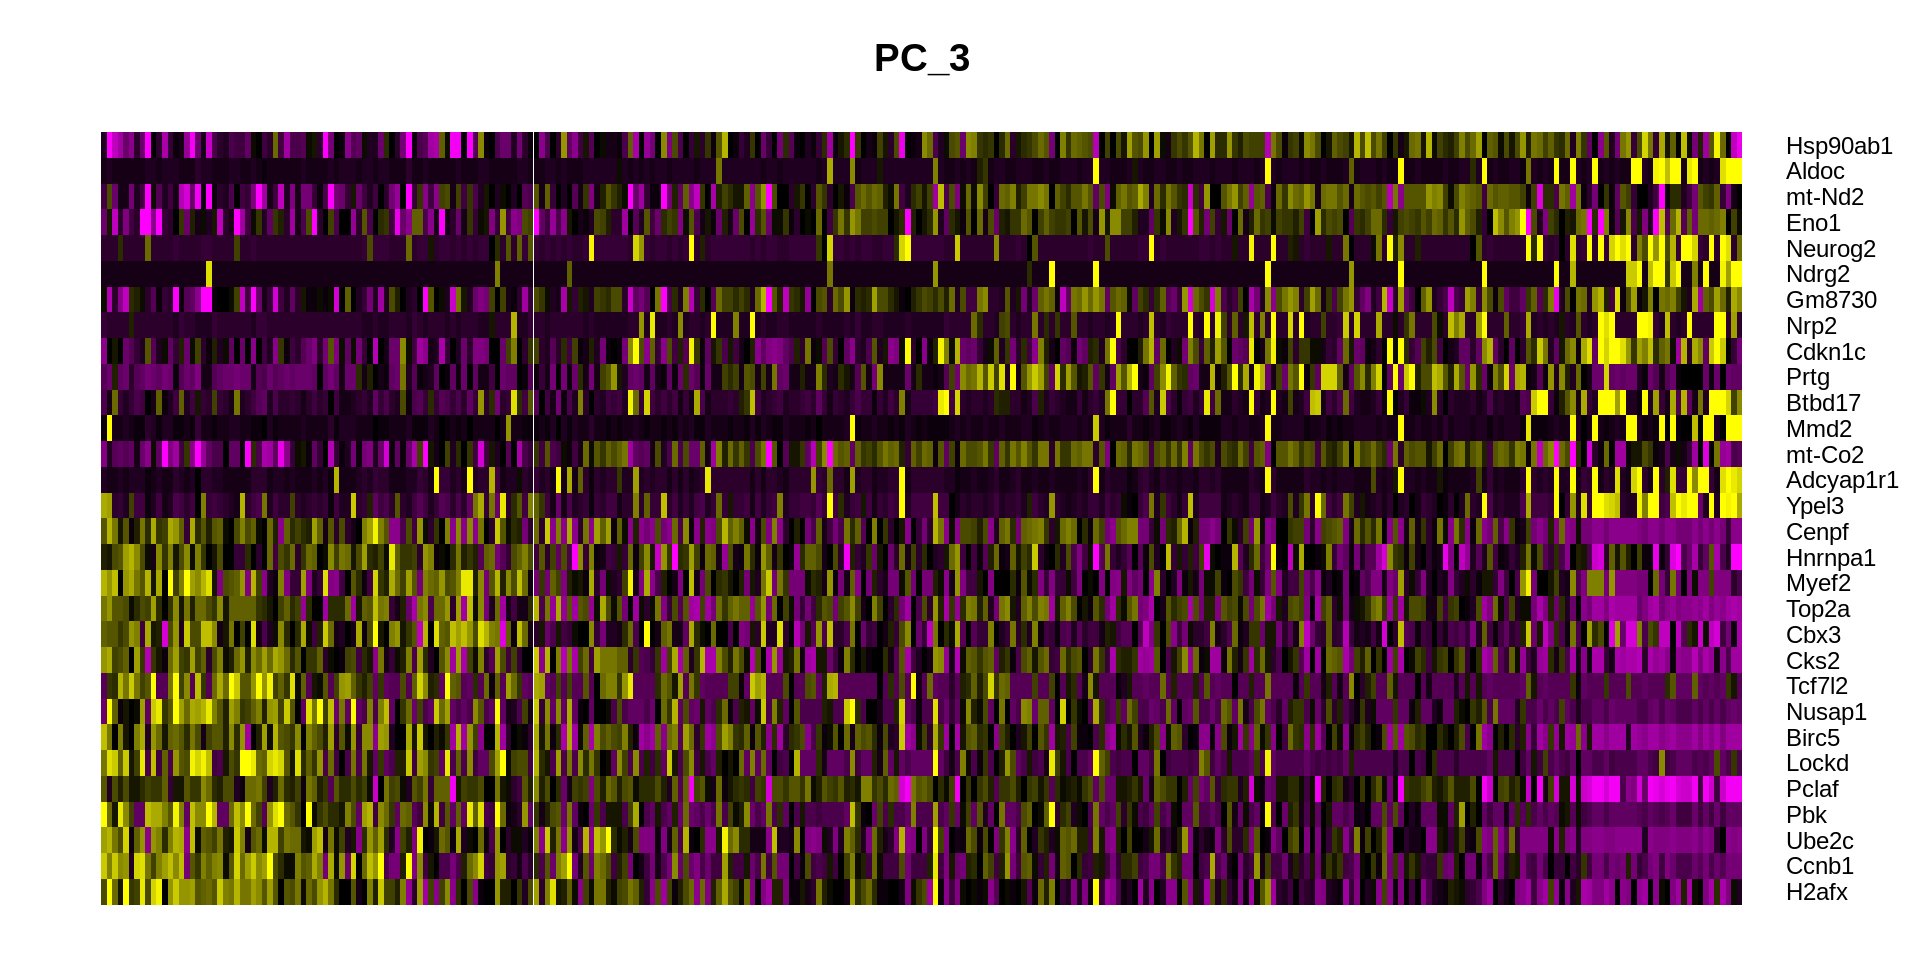 PC_3
Hsp90ab1
Aldoc
mt-Nd2
Eno1
Neurog2
Ndrg2
Gm8730
Nrp2
Cdkn1c
Prtg
Btbd17
Mmd2
mt-Co2
Adcyap1r1
Ypel3
Cenpf
Hnrnpa1
Myef2
Top2a
Cbx3
Cks2
Tcf7l2
Nusap1
Birc5
Lockd
Pclaf
Pbk
Ube2c
Ccnb1
H2afx